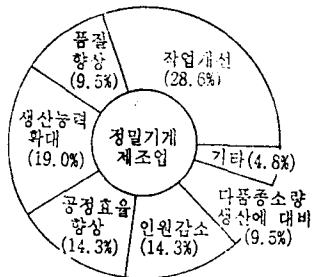 품질
향상
(9.5%)
작업개선
(28.6%)
생산능력
확대
(19.0%)
정밀기계
제조업
기타(4.8%)
다품종소량
생산에 대비
(9.5%)
공정효율
향상
(14.3%)
인원감소
(14.3%)